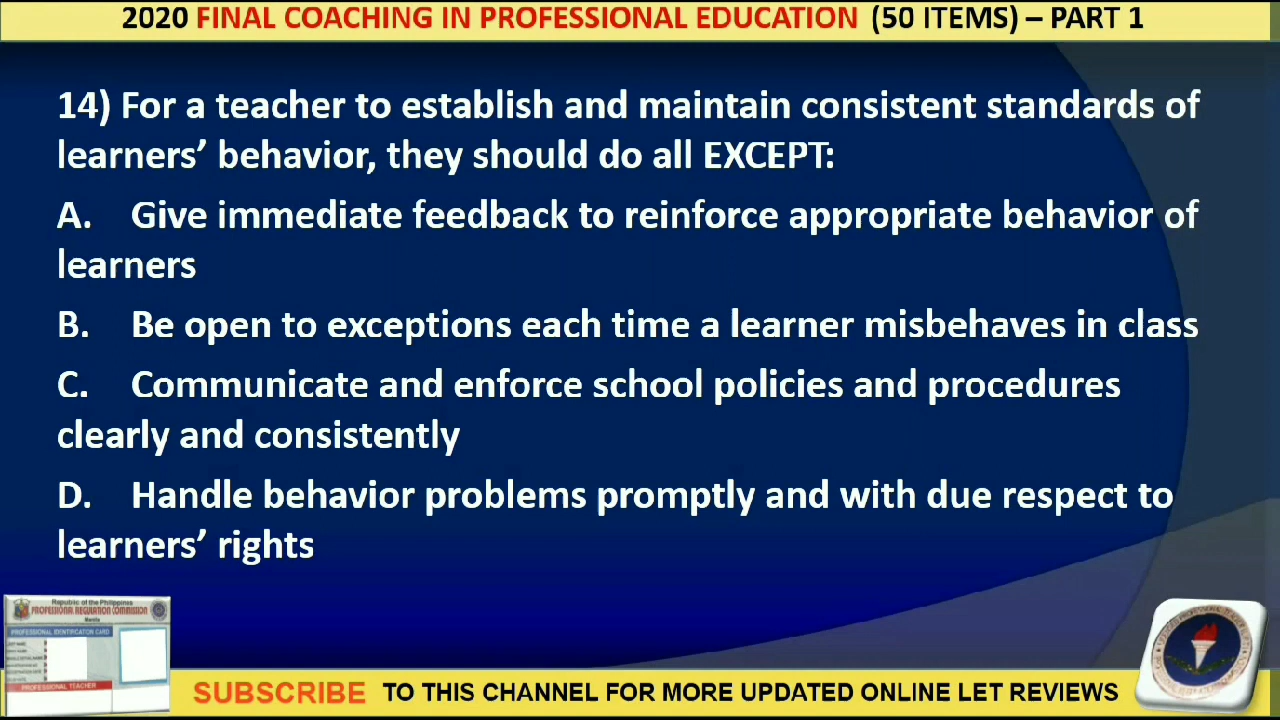 2020 FINAL COACHING IN PROFESSIONAL EDUCATION (50 ITEMS) – PART 1
14) For a teacher to establish and maintain consistent standards of
learners’ behavior, they should do all EXCEPT:
A. Give immediate feedback to reinforce appropriate behavior of
learners
B. Be open to exceptions each time a learner misbehaves in class
C. Communicate and enforce school policies and procedures
clearly and consistently
D. Handle behavior problems promptly and with due respect to
learners’ rights
Republic of the Philippines
PROFESSIONAL REGULATION COMMISSION
Manila
PROFESSIONAL IDENTIFICATION CARD
PROFESSIONAL TEACHER
SUBSCRIBE TO THIS CHANNEL FOR MORE UPDATED ONLINE LET REVIEWS